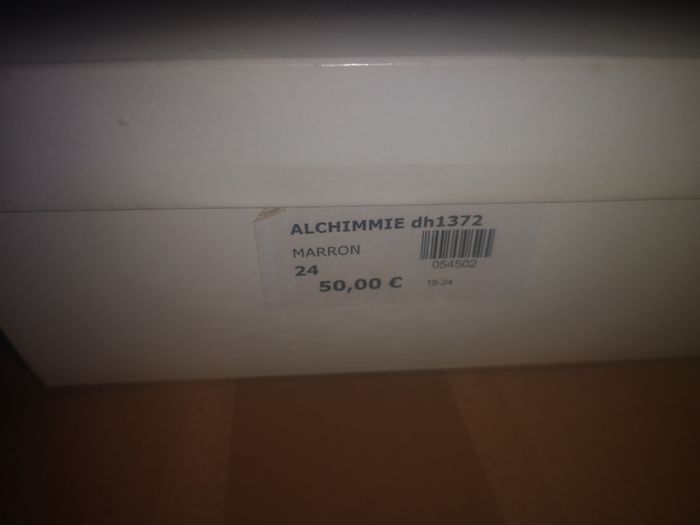 ALCHIMMIE dh1372
MARRON
24
054502
50,00 €
19-24